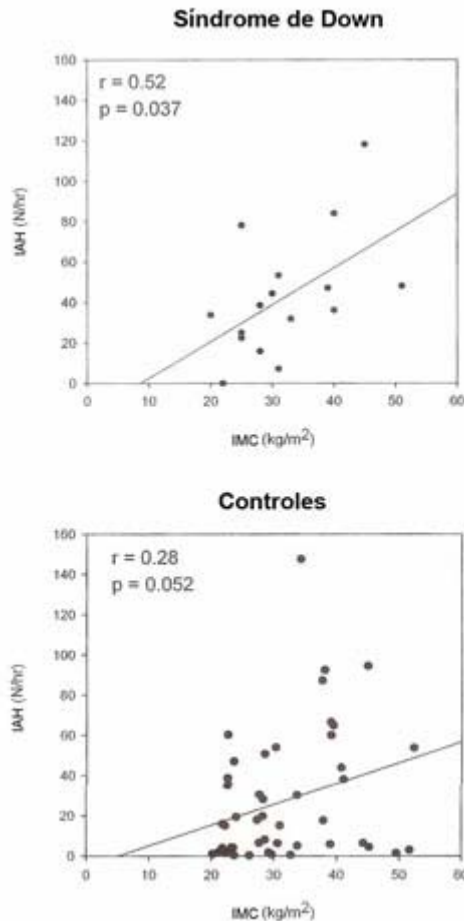 Síndrome de Down
r = 0.52
p = 0.037
160
140
120
100
80
60
40
20
0
IAH (N/hr)
0 10 20 30 40 50 60
IMC (kg/m²)
Controles
r = 0.28
p = 0.052
160
140
120
100
80
60
40
20
0
IAH (N/hr)
0 10 20 30 40 50 60
IMC (kg/m²)